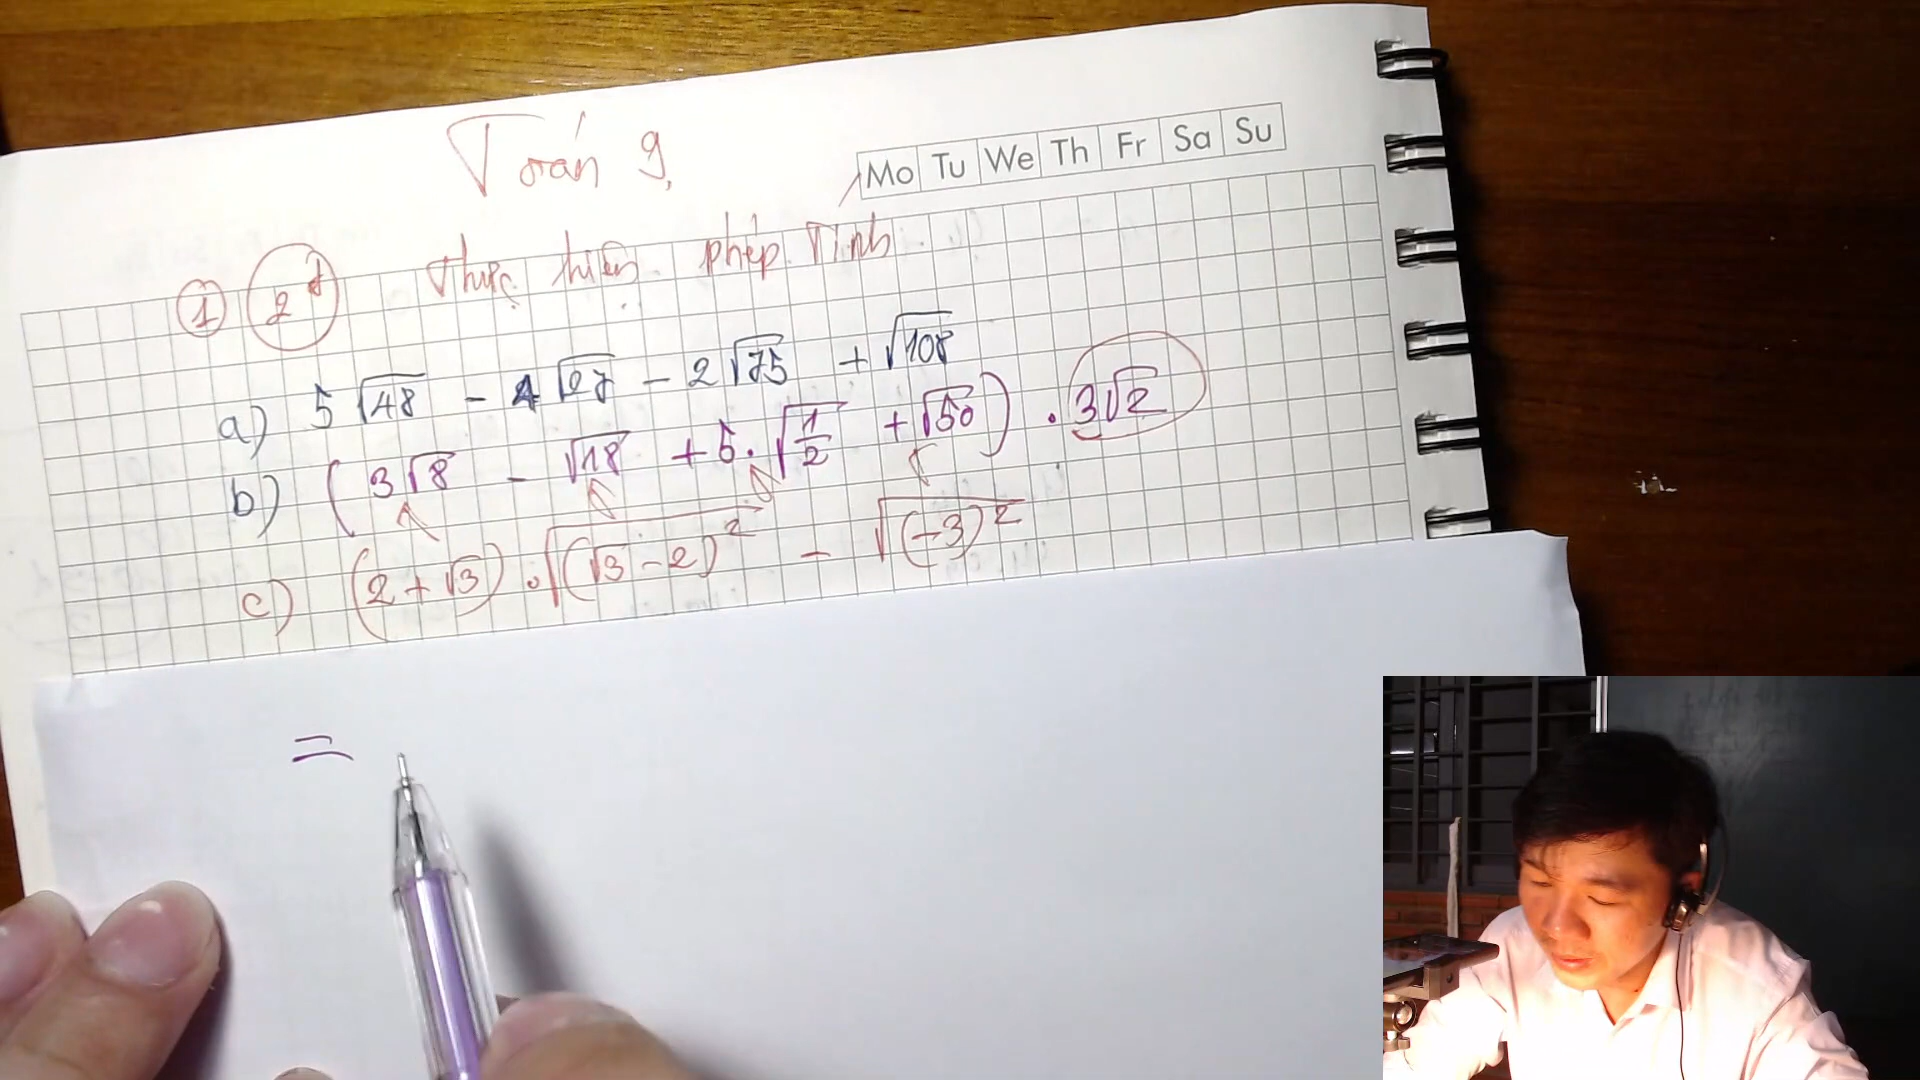 Toán 9
Mo Tu We Th Fr Sa Su
① 2đ Thực hiện phép tính
a) 5√48 - 4√27 - 2√75 + √108
b) (3√8 - √18 + 5.√(1/2) + √50) . 3√2
c) (2 + √3) . √(√3 - 2)² - √(-3)²
=